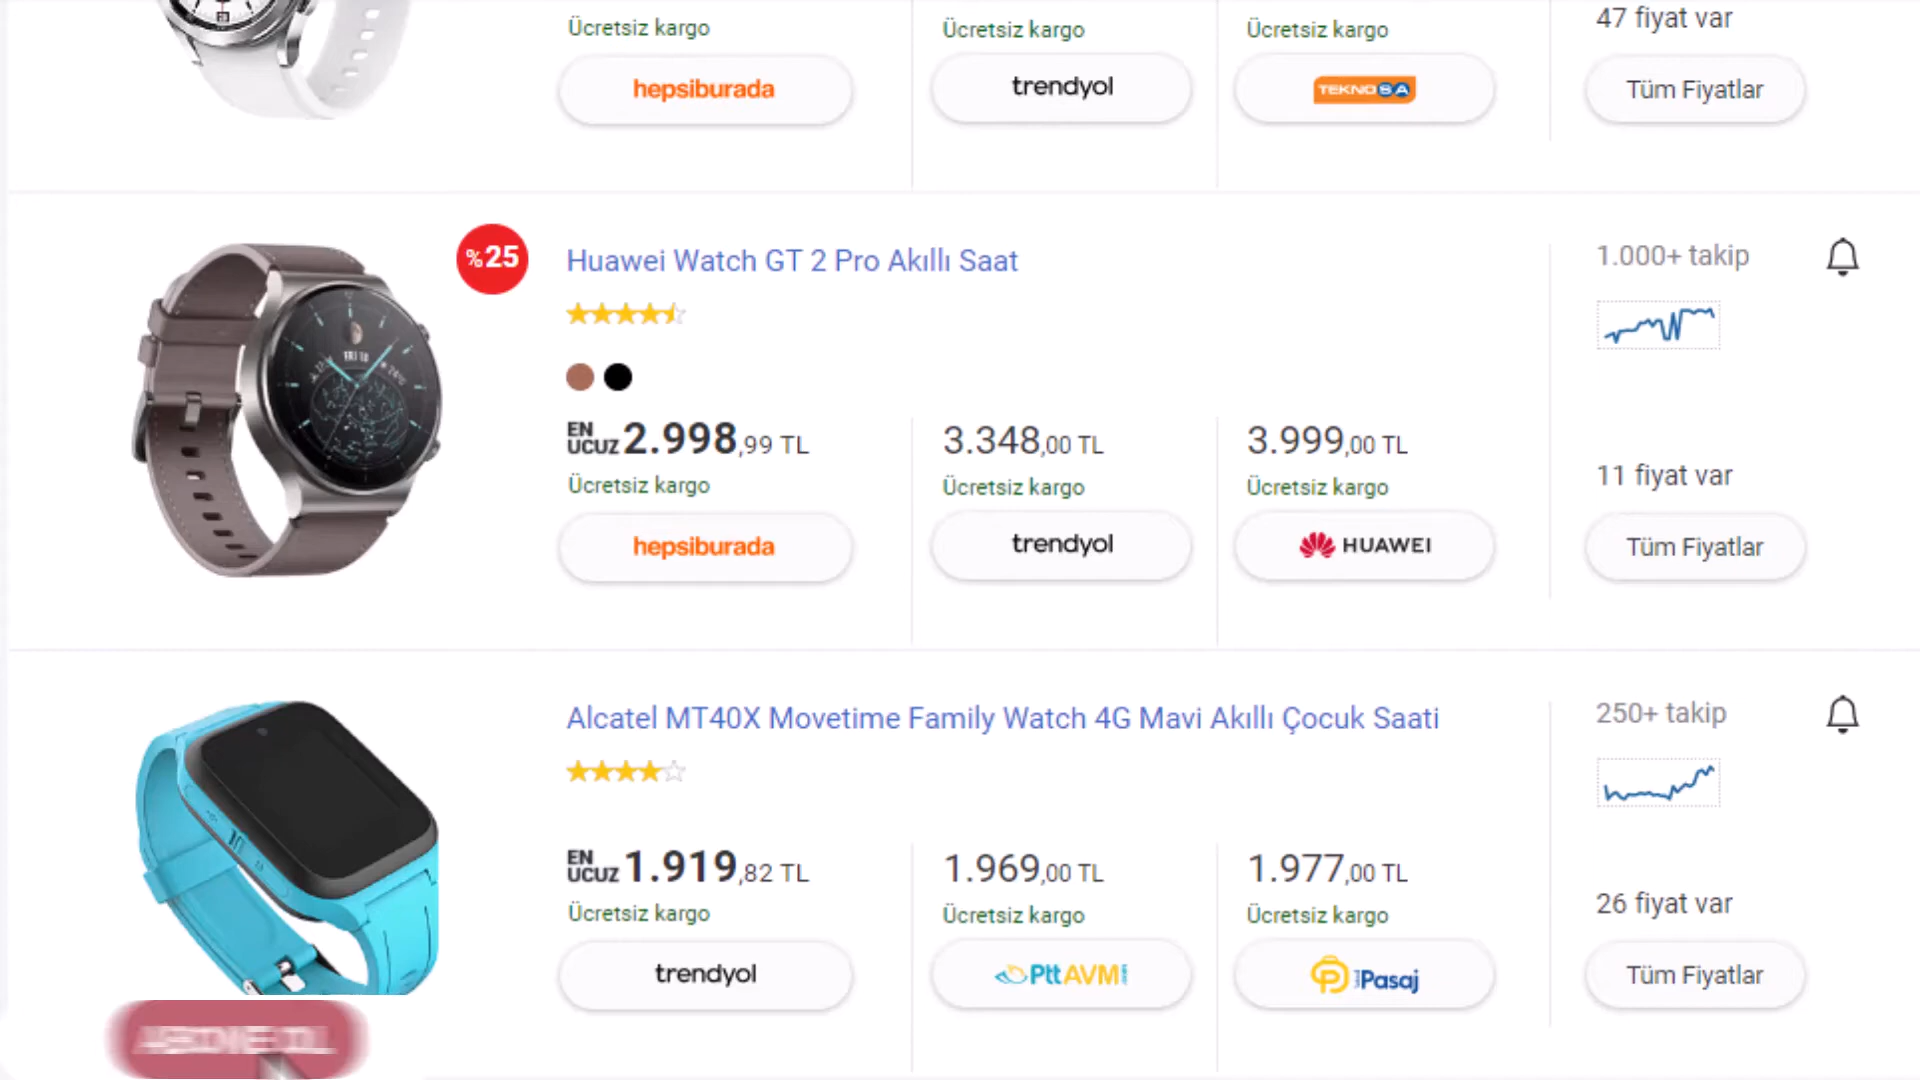 Ücretsiz kargo Ücretsiz kargo Ücretsiz kargo 47 fiyat var
hepsiburada trendyol TEKNOSA Tüm Fiyatlar
%25 Huawei Watch GT 2 Pro Akıllı Saat 1.000+ takip
EN UCUZ 2.998,99 TL 3.348,00 TL 3.999,00 TL
Ücretsiz kargo Ücretsiz kargo Ücretsiz kargo 11 fiyat var
hepsiburada trendyol HUAWEI Tüm Fiyatlar
Alcatel MT40X Movetime Family Watch 4G Mavi Akıllı Çocuk Saati 250+ takip
EN UCUZ 1.919,82 TL 1.969,00 TL 1.977,00 TL
Ücretsiz kargo Ücretsiz kargo Ücretsiz kargo 26 fiyat var
trendyol PttAVM Pasaj Tüm Fiyatlar